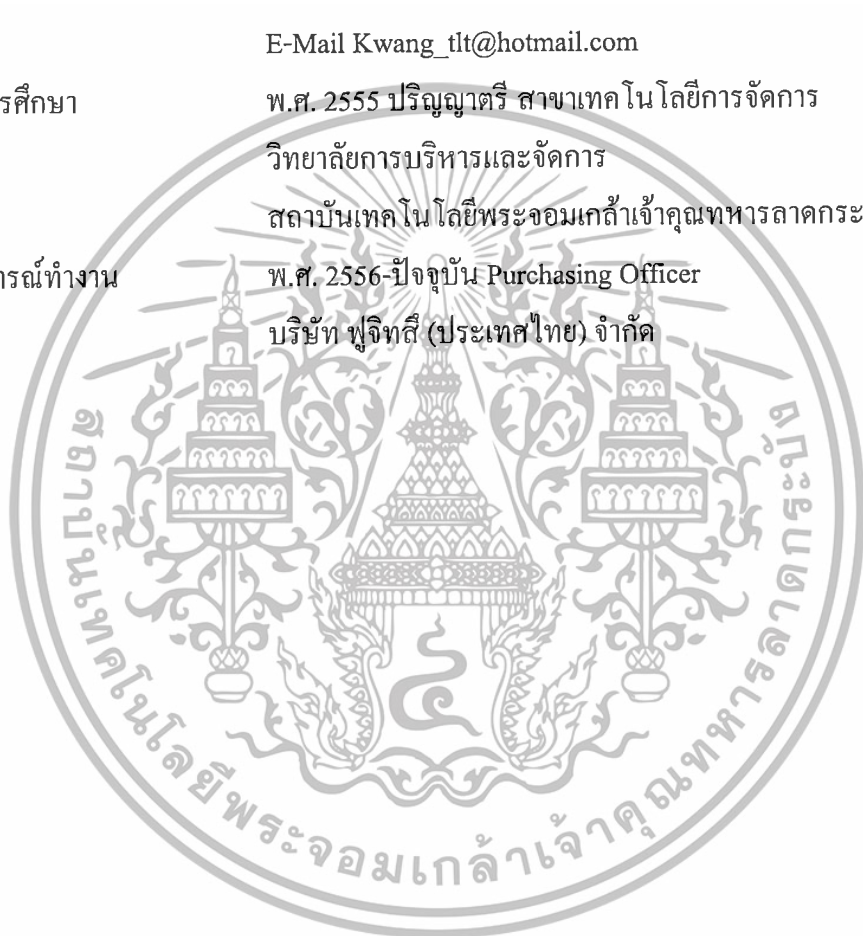 E-Mail Kwang_tlt@hotmail.com
รศึกษา พ.ศ. 2555 ปริญญาตรี สาขาเทคโนโลยีการจัดการ
วิทยาลัยการบริหารและจัดการ
สถาบันเทคโนโลยีพระจอมเกล้าเจ้าคุณทหารลาดกระ
ารณ์ทำงาน พ.ศ. 2556-ปัจจุบัน Purchasing Officer
บริษัท ฟูจิทสึ (ประเทศไทย) จำกัด
สถาบันเทคโนโลยีพระจอมเกล้าเจ้าคุณทหารลาดกระบัง
๔